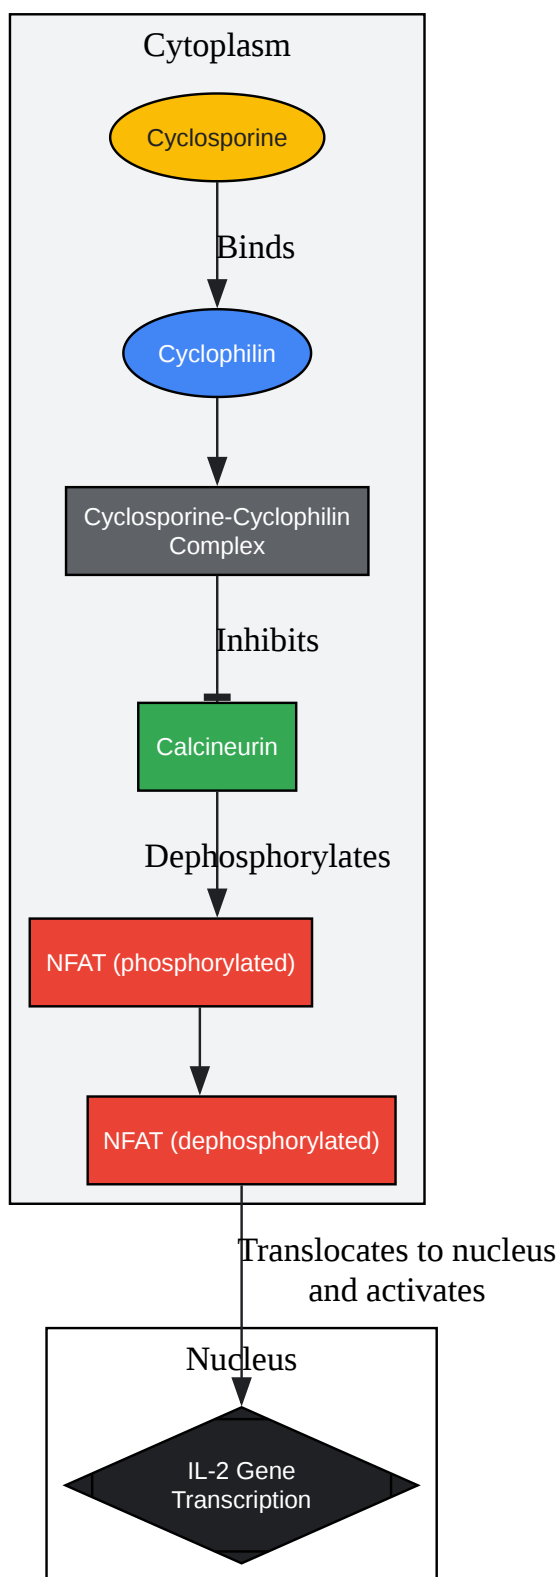 Cytoplasm
Cyclosporine
Binds
Cyclophilin
Cyclosporine-Cyclophilin
Complex
Inhibits
Calcineurin
Dephosphorylates
NFAT (phosphorylated)
NFAT (dephosphorylated)
Translocates to nucleus
and activates
Nucleus
IL-2 Gene
Transcription